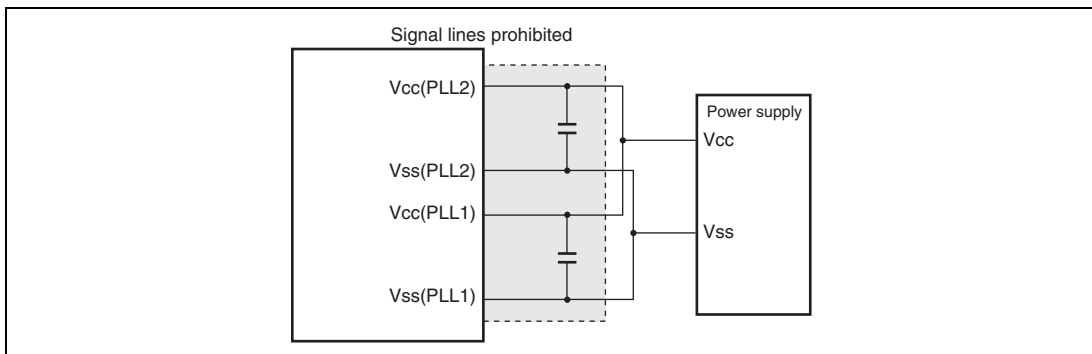 Signal lines prohibited
Vcc(PLL2)
Power supply
Vcc
Vss(PLL2)
Vcc(PLL1)
Vss
Vss(PLL1)